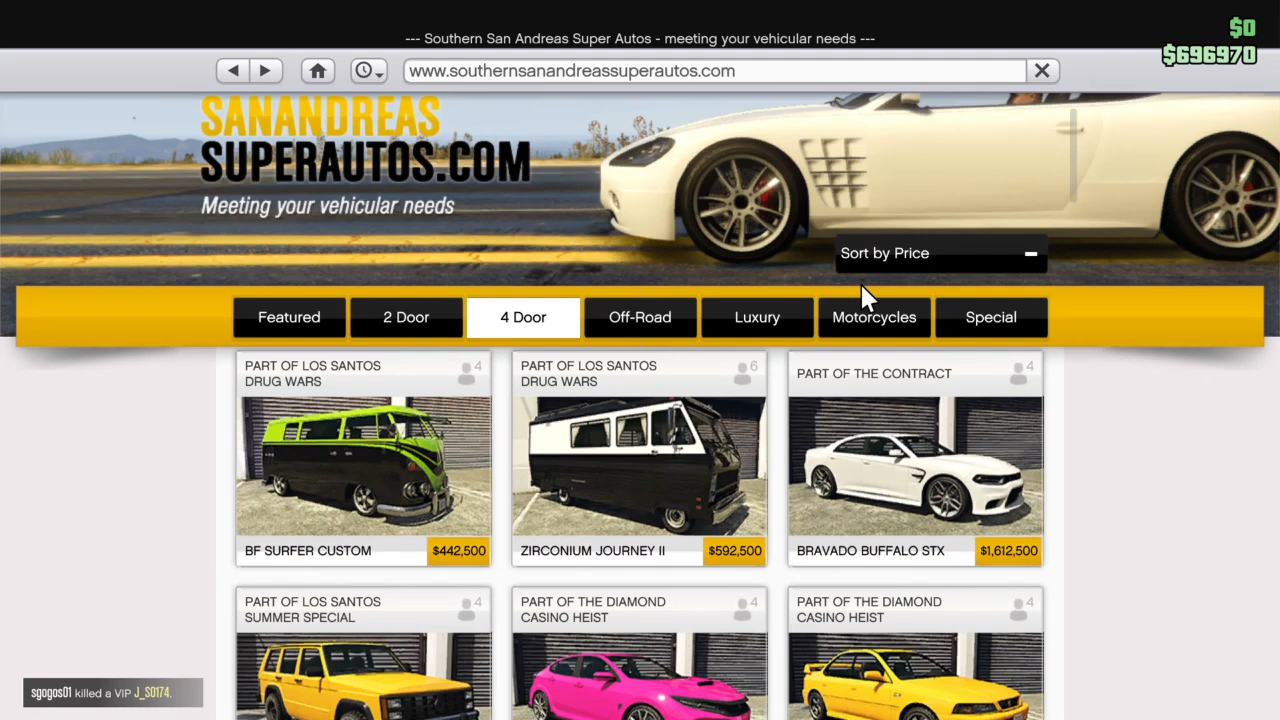 --- Southern San Andreas Super Autos - meeting your vehicular needs ---
$0
$696970
www.southernsanandreassuperautos.com
SANANDREAS
SUPERAUTOS.COM
Meeting your vehicular needs
Sort by Price
Featured
2 Door
4 Door
Off-Road
Luxury
Motorcycles
Special
PART OF LOS SANTOS
DRUG WARS
4
BF SURFER CUSTOM
$442,500
PART OF LOS SANTOS
DRUG WARS
6
ZIRCONIUM JOURNEY II
$592,500
PART OF THE CONTRACT
4
BRAVADO BUFFALO STX
$1,612,500
PART OF LOS SANTOS
SUMMER SPECIAL
4
PART OF THE DIAMOND
CASINO HEIST
4
PART OF THE DIAMOND
CASINO HEIST
4
sgogos01 killed a VIP J_S0174.